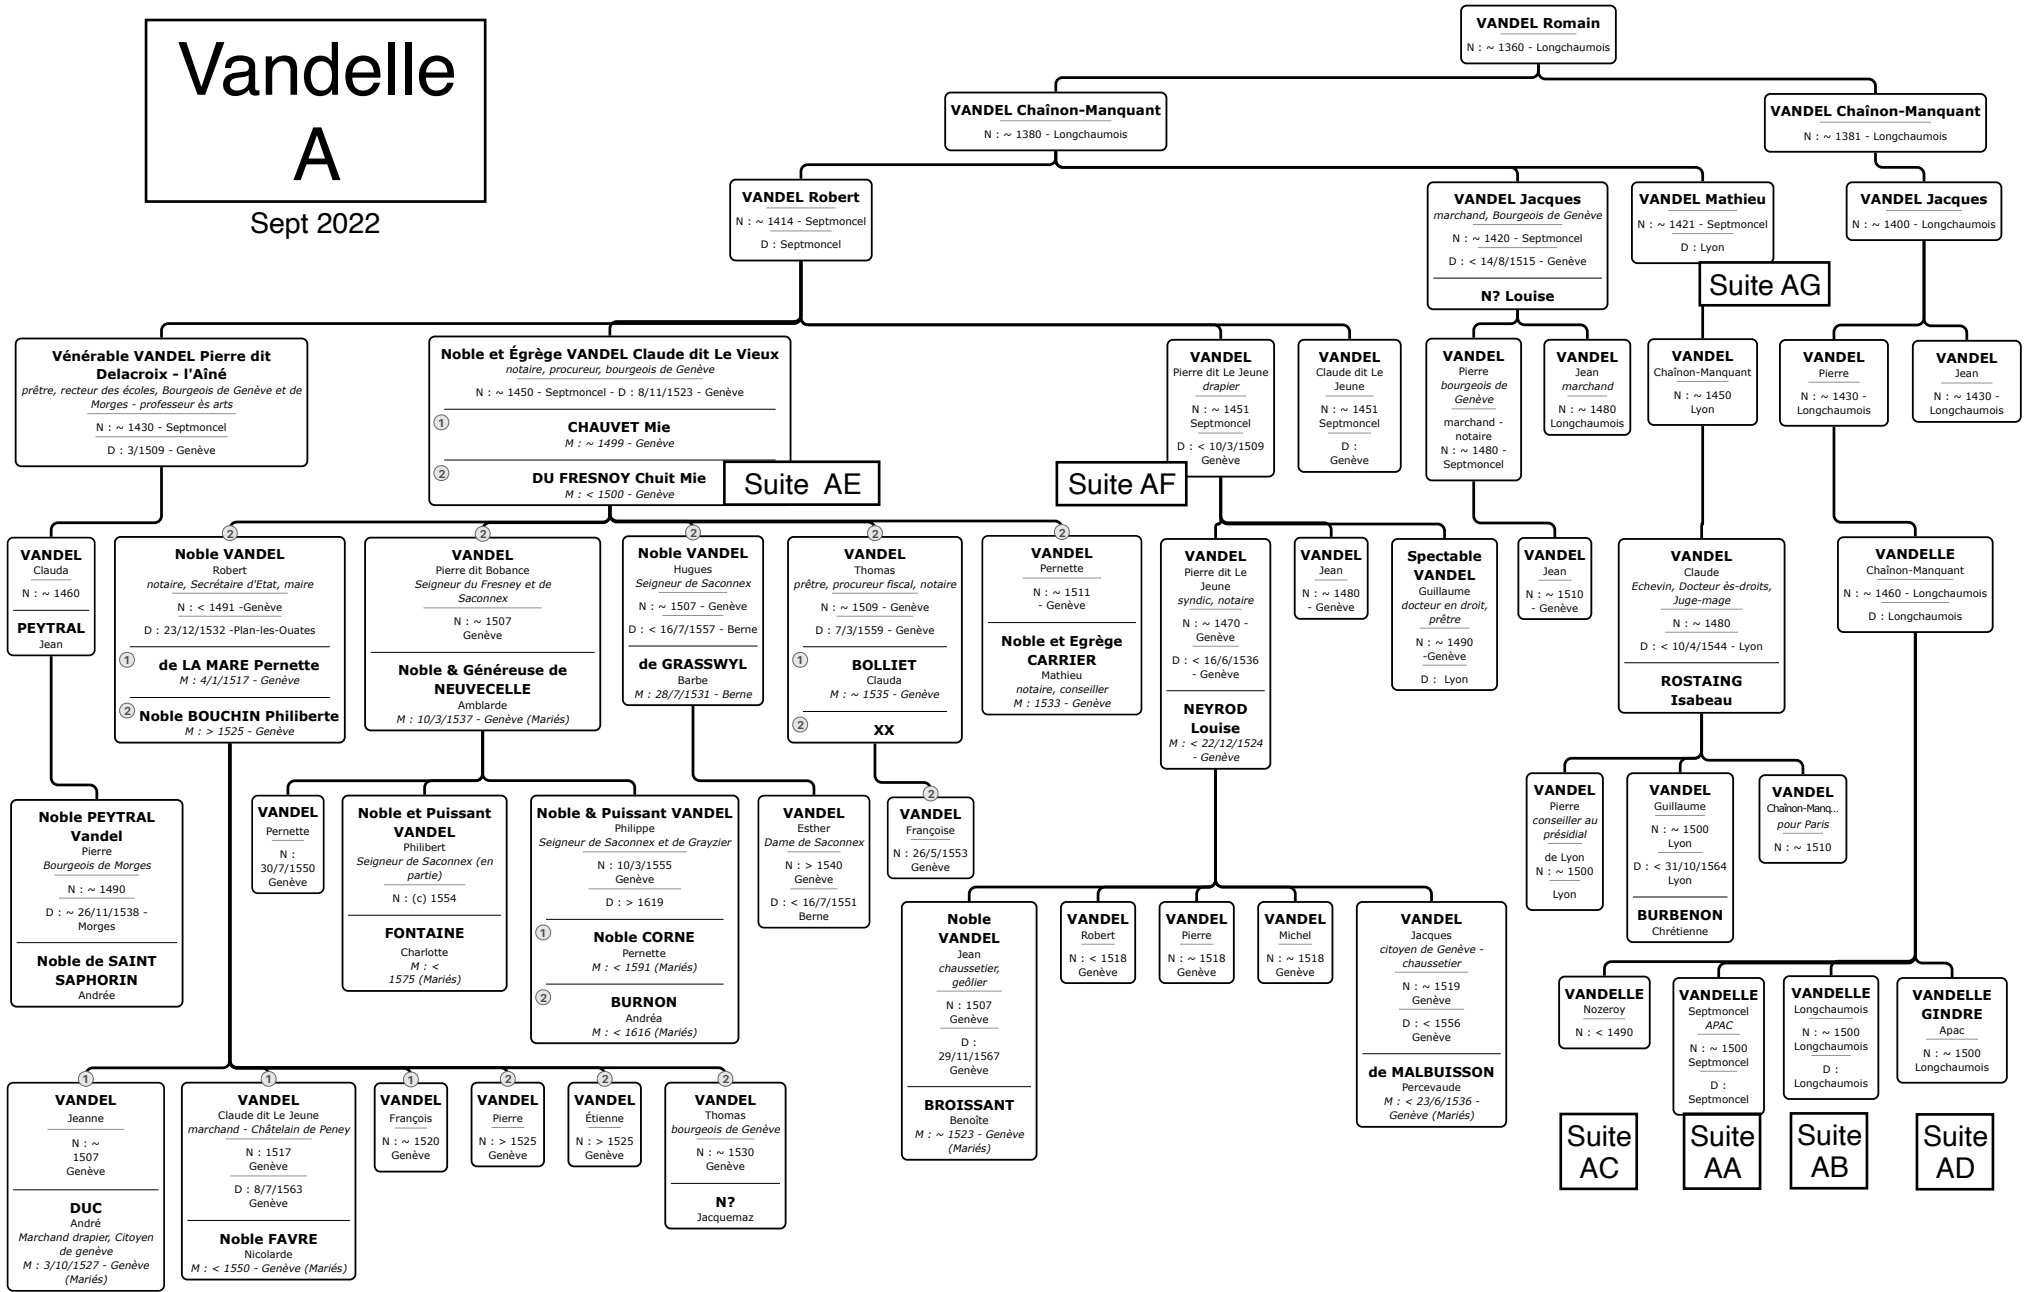 Vandelle
A
Sept 2022
VANDEL Romain
N : ~ 1360 - Longchaumois
VANDEL Chaînon-Manquant
N : ~ 1380 - Longchaumois
VANDEL Chaînon-Manquant
N : ~ 1381 - Longchaumois
VANDEL Robert
N : ~ 1414 - Septmoncel
D : Septmoncel
VANDEL Jacques
marchand, Bourgeois de Genève
N : ~ 1420 - Septmoncel
D : < 14/8/1515 - Genève
N? Louise
VANDEL Mathieu
N : ~ 1421 - Septmoncel
D : Lyon
Suite AG
VANDEL Jacques
N : ~ 1400 - Longchaumois
Vénérable VANDEL Pierre dit
Delacroix - l'Aîné
prêtre, recteur des écoles, Bourgeois de Genève et de
Morges - professeur ès arts
N : ~ 1430 - Septmoncel
D : 3/1509 - Genève
Noble et Égrège VANDEL Claude dit Le Vieux
notaire, procureur, bourgeois de Genève
N : ~ 1450 - Septmoncel - D : 8/11/1523 - Genève
1
CHAUVET Mie
M : ~ 1499 - Genève
2
DU FRESNOY Chuit Mie
M : < 1500 - Genève
Suite AE
VANDEL
Pierre dit Le Jeune
drapier
N : ~ 1451
Septmoncel
D : < 10/3/1509
Genève
Suite AF
VANDEL
Claude dit Le
Jeune
N : ~ 1451
Septmoncel
D :
Genève
VANDEL
Pierre
bourgeois de
Genève
marchand -
notaire
N : ~ 1480 -
Septmoncel
VANDEL
Jean
marchand
N : ~ 1480
Longchaumois
VANDEL
Chaînon-Manquant
N : ~ 1450
Lyon
VANDEL
Pierre
N : ~ 1430 -
Longchaumois
VANDEL
Jean
N : ~ 1430 -
Longchaumois
VANDEL
Clauda
N : ~ 1460
PEYTRAL
Jean
2
Noble VANDEL
Robert
notaire, Secrétaire d'Etat, maire
N : < 1491 -Genève
D : 23/12/1532 -Plan-les-Ouates
1
de LA MARE Pernette
M : 4/1/1517 - Genève
2
Noble BOUCHIN Philiberte
M : > 1525 - Genève
2
VANDEL
Pierre dit Bobance
Seigneur du Fresney et de
Saconnex
N : ~ 1507
Genève
Noble & Généreuse de
NEUVECELLE
Amblarde
M : 10/3/1537 - Genève (Mariés)
2
Noble VANDEL
Hugues
Seigneur de Saconnex
N : ~ 1507 - Genève
D : < 16/7/1557 - Berne
de GRASSWYL
Barbe
M : 28/7/1531 - Berne
2
VANDEL
Thomas
prêtre, procureur fiscal, notaire
N : ~ 1509 - Genève
D : 7/3/1559 - Genève
1
BOLLIET
Clauda
M : ~ 1535 - Genève
2
XX
2
VANDEL
Pernette
N : ~ 1511
- Genève
Noble et Egrège
CARRIER
Mathieu
notaire, conseiller
M : 1533 - Genève
VANDEL
Pierre dit Le
Jeune
syndic, notaire
N : ~ 1470 -
Genève
D : < 16/6/1536
- Genève
NEYROD
Louise
M : < 22/12/1524
- Genève
VANDEL
Jean
N : ~ 1480
- Genève
Spectable
VANDEL
Guillaume
docteur en droit,
prêtre
N : ~ 1490
-Genève
D : Lyon
VANDEL
Jean
N : ~ 1510
- Genève
VANDEL
Claude
Echevin, Docteur ès-droits,
Juge-mage
N : ~ 1480
D : < 10/4/1544 - Lyon
ROSTAING
Isabeau
VANDELLE
Chaînon-Manquant
N : ~ 1460 - Longchaumois
D : Longchaumois
Noble PEYTRAL
Vandel
Pierre
Bourgeois de Morges
N : ~ 1490
D : ~ 26/11/1538 -
Morges
Noble de SAINT
SAPHORIN
Andrée
VANDEL
Pernette
N :
30/7/1550
Genève
Noble et Puissant
VANDEL
Philibert
Seigneur de Saconnex (en
partie)
N : (c) 1554
FONTAINE
Charlotte
M : <
1575 (Mariés)
Noble & Puissant VANDEL
Philippe
Seigneur de Saconnex et de Grayzier
N : 10/3/1555
Genève
D : > 1619
1
Noble CORNE
Pernette
M : < 1591 (Mariés)
2
BURNON
Andréa
M : < 1616 (Mariés)
VANDEL
Esther
Dame de Saconnex
N : > 1540
Genève
D : < 16/7/1551
Berne
2
VANDEL
Françoise
N : 26/5/1553
Genève
VANDEL
Pierre
conseiller au
présidial
de Lyon
N : ~ 1500
Lyon
VANDEL
Guillaume
N : ~ 1500
Lyon
D : < 31/10/1564
Lyon
BURBENON
Chrétienne
VANDEL
Chaînon-Manq...
pour Paris
N : ~ 1510
Noble
VANDEL
Jean
chaussetier,
geôlier
N : 1507
Genève
D :
29/11/1567
Genève
BROISSANT
Benoîte
M : ~ 1523 - Genève
(Mariés)
VANDEL
Robert
N : < 1518
Genève
VANDEL
Pierre
N : ~ 1518
Genève
VANDEL
Michel
N : ~ 1518
Genève
VANDEL
Jacques
citoyen de Genève -
chaussetier
N : ~ 1519
Genève
D : < 1556
Genève
de MALBUISSON
Percevaude
M : < 23/6/1536 -
Genève (Mariés)
VANDELLE
Nozeroy
N : < 1490
VANDELLE
Septmoncel
APAC
N : ~ 1500
Septmoncel
D :
Septmoncel
VANDELLE
Longchaumois
N : ~ 1500
Longchaumois
D :
Longchaumois
VANDELLE
GINDRE
Apac
N : ~ 1500
Longchaumois
1
VANDEL
Jeanne
N : ~
1507
Genève
DUC
André
Marchand drapier, Citoyen
de genève
M : 3/10/1527 - Genève
(Mariés)
1
VANDEL
Claude dit Le Jeune
marchand - Châtelain de Peney
N : 1517
Genève
D : 8/7/1563
Genève
Noble FAVRE
Nicolarde
M : < 1550 - Genève (Mariés)
1
VANDEL
François
N : ~ 1520
Genève
2
VANDEL
Pierre
N : > 1525
Genève
2
VANDEL
Étienne
N : > 1525
Genève
2
VANDEL
Thomas
bourgeois de Genève
N : ~ 1530
Genève
N?
Jacquemaz
Suite
AC
Suite
AA
Suite
AB
Suite
AD